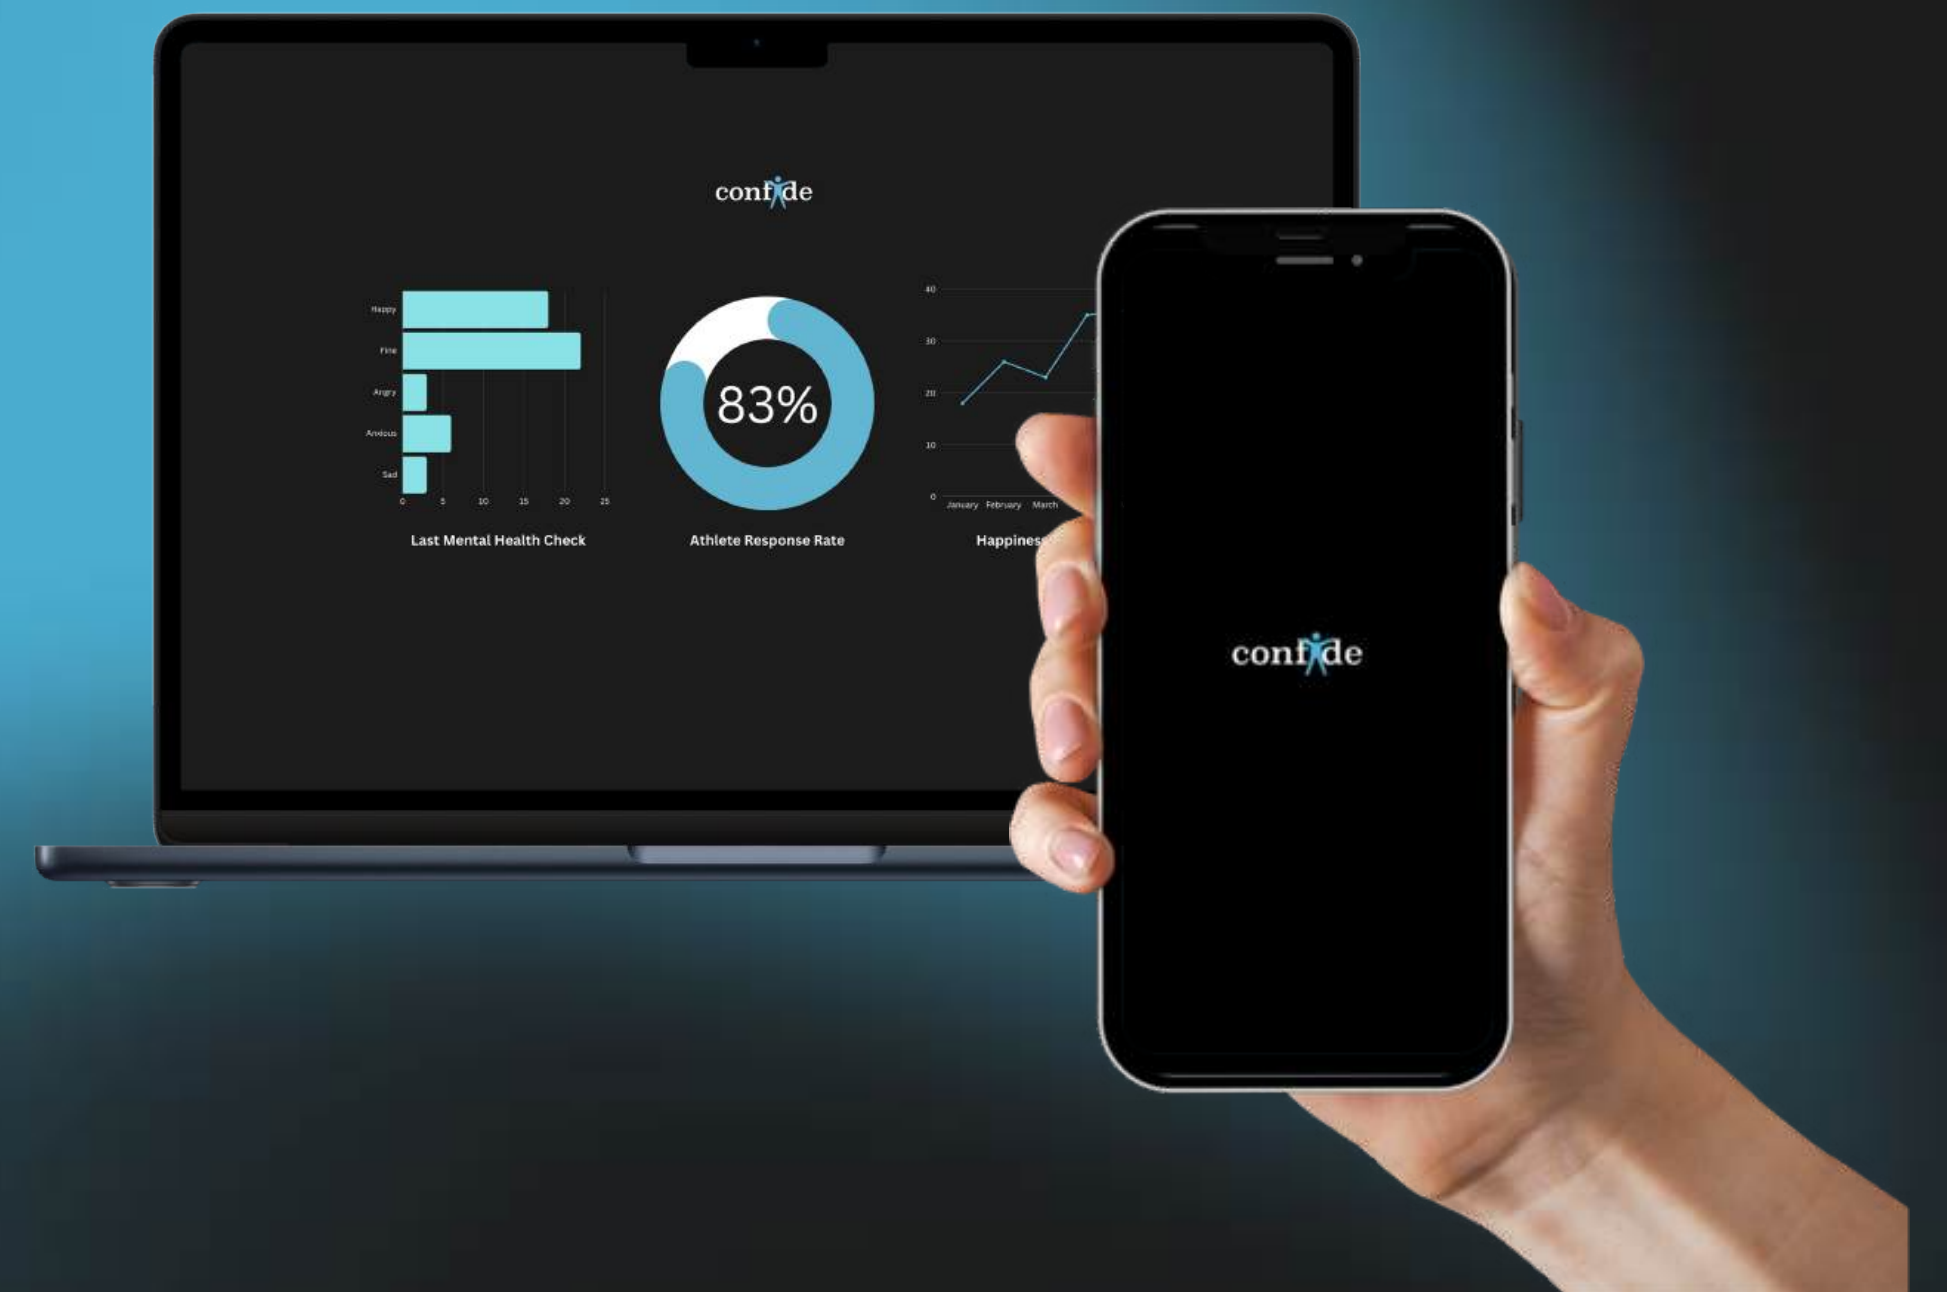 confide
Happy
Fine
Angry
Anxious
Sad
0 5 10 15 20 25
Last Mental Health Check
83%
Athlete Response Rate
40
30
20
10
0
January February March
Happiness
confide